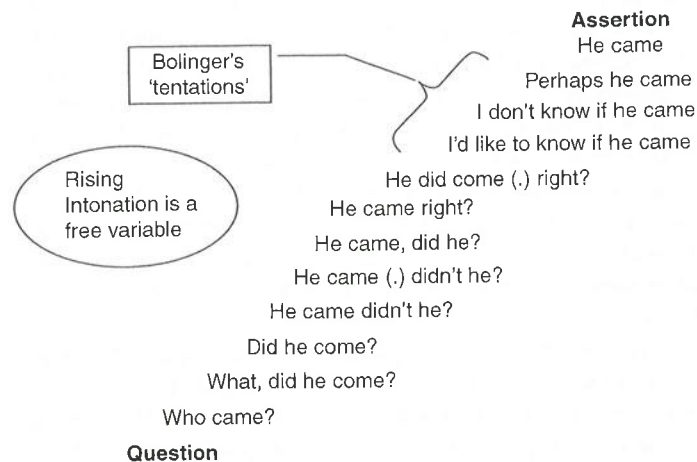 Assertion
He came
Bolinger's
'tentations'
Perhaps he came
I don't know if he came
I'd like to know if he came
Rising
Intonation is a
free variable
He did come (.) right?
He came right?
He came, did he?
He came (.) didn't he?
He came didn't he?
Did he come?
What, did he come?
Who came?
Question